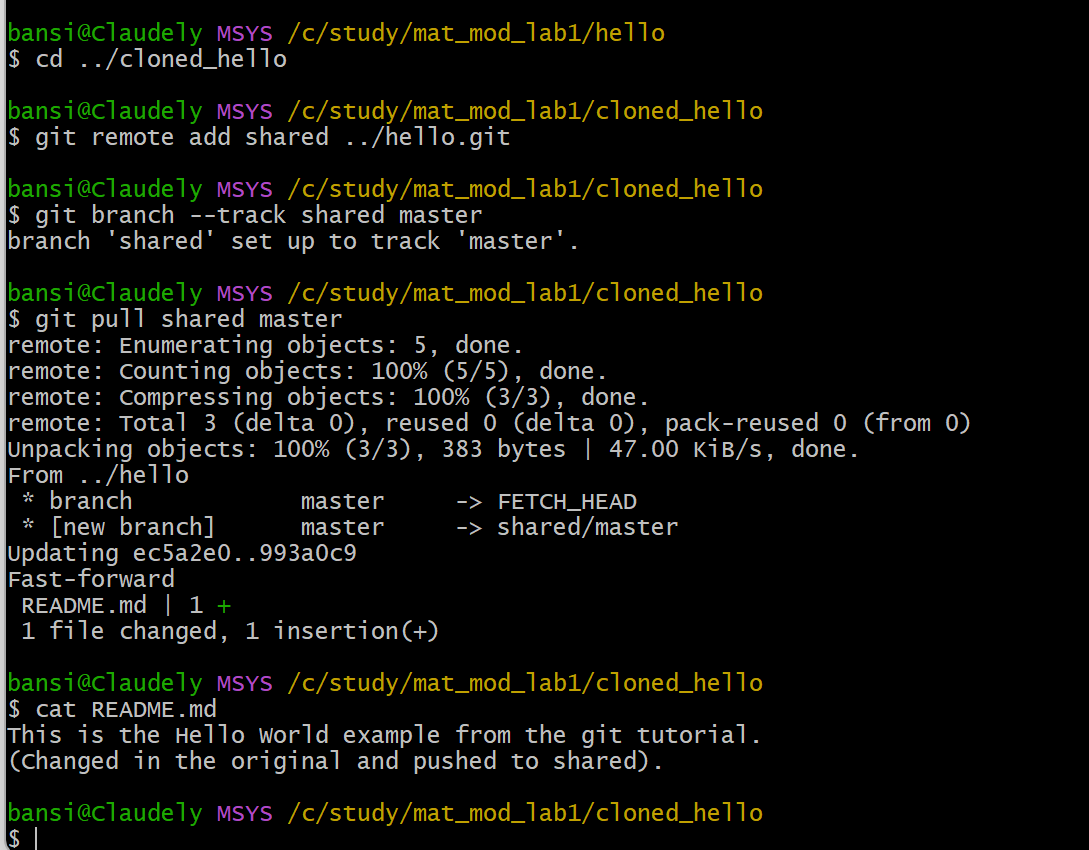 bansi@Claudely MSYS /c/study/mat_mod_lab1/hello
$ cd ../cloned_hello
bansi@Claudely MSYS /c/study/mat_mod_lab1/cloned_hello
$ git remote add shared ../hello.git
bansi@Claudely MSYS /c/study/mat_mod_lab1/cloned_hello
$ git branch --track shared master
branch 'shared' set up to track 'master'.
bansi@Claudely MSYS /c/study/mat_mod_lab1/cloned_hello
$ git pull shared master
remote: Enumerating objects: 5, done.
remote: Counting objects: 100% (5/5), done.
remote: Compressing objects: 100% (3/3), done.
remote: Total 3 (delta 0), reused 0 (delta 0), pack-reused 0 (from 0)
Unpacking objects: 100% (3/3), 383 bytes | 47.00 KiB/s, done.
From ../hello
 * branch            master     -> FETCH_HEAD
 * [new branch]      master     -> shared/master
Updating ec5a2e0..993a0c9
Fast-forward
 README.md | 1 +
 1 file changed, 1 insertion(+)
bansi@Claudely MSYS /c/study/mat_mod_lab1/cloned_hello
$ cat README.md
This is the Hello World example from the git tutorial.
(Changed in the original and pushed to shared).
bansi@Claudely MSYS /c/study/mat_mod_lab1/cloned_hello
$